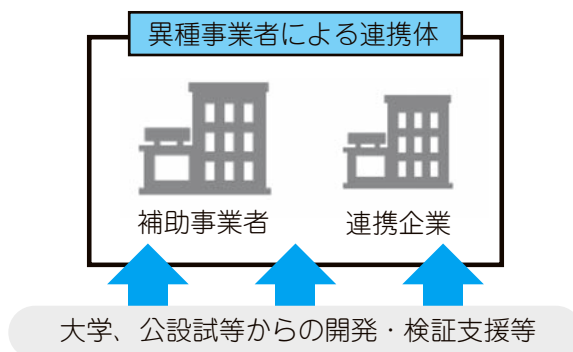 異種事業者による連携体
補助事業者
連携企業
大学、公設試等からの開発・検証支援等